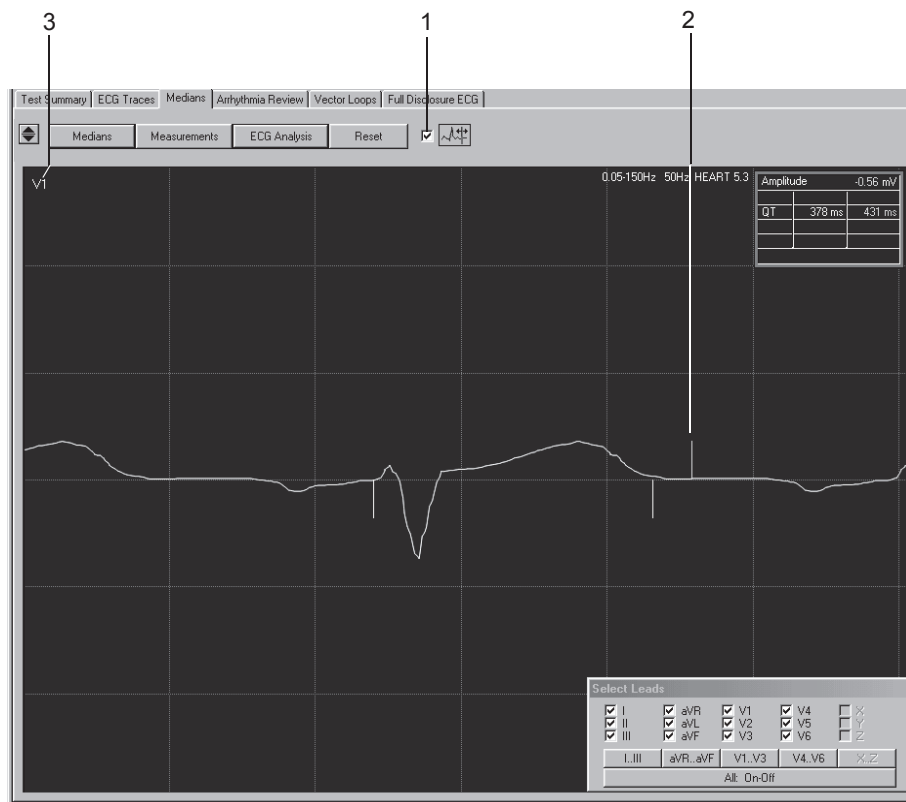 3 1 2
Test Summary ECG Traces Medians Arrhythmia Review Vector Loops Full Disclosure ECG
Medians Measurements ECG Analysis Reset
V1
0.05-150Hz 50Hz HEART 5.3
Amplitude -0.56 mV
QT 378 ms 431 ms
Select Leads
I aVR V1 V4 X
II aVL V2 V5 Y
III aVF V3 V6 Z
I..III aVR..aVF V1..V3 V4..V6 X..Z
All: On-Off